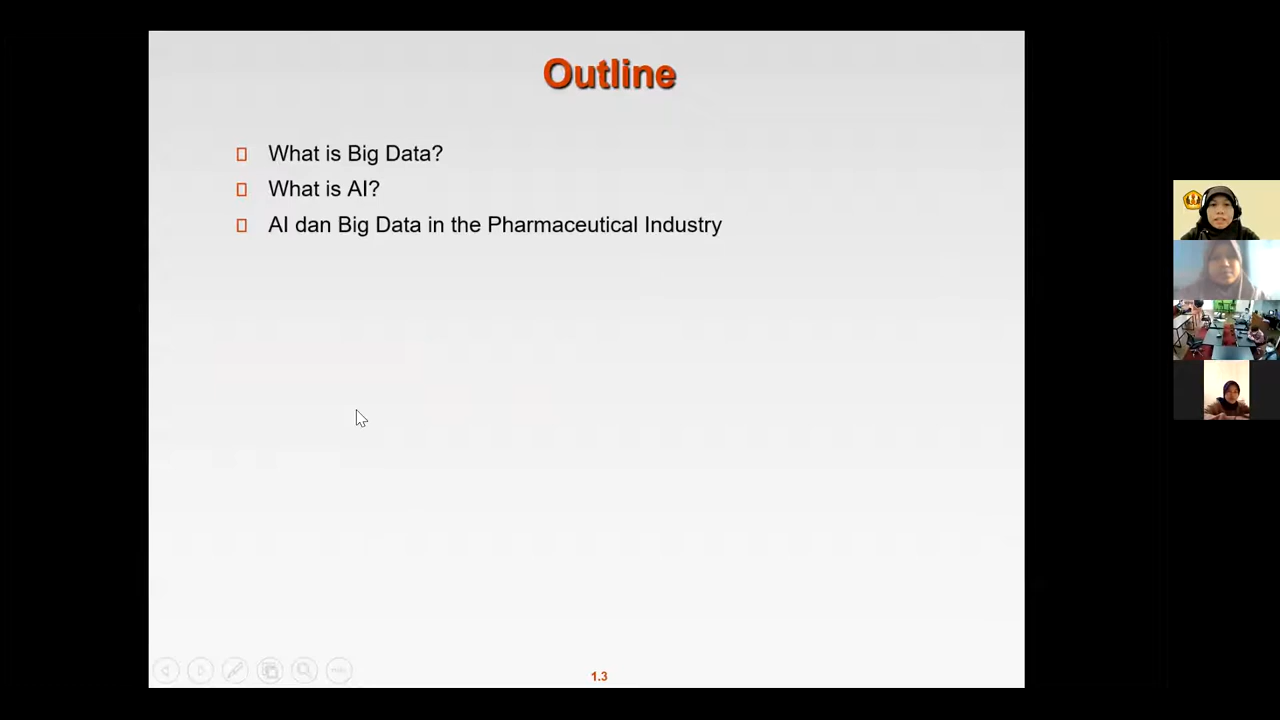 Outline
What is Big Data?
What is AI?
AI dan Big Data in the Pharmaceutical Industry
1.3